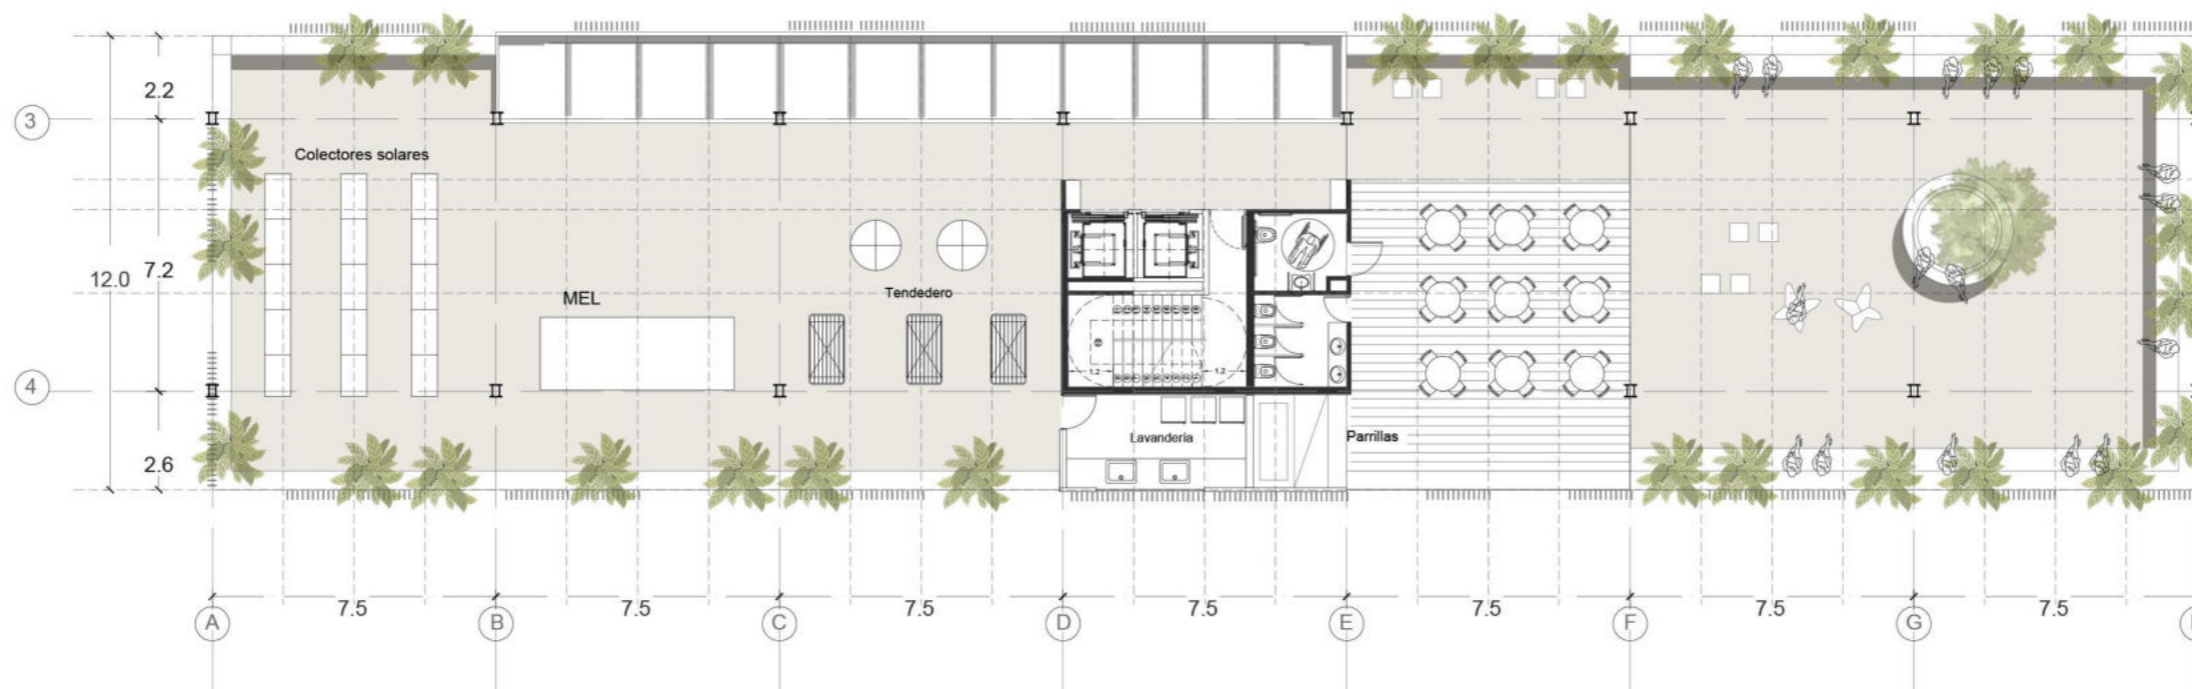 2.2
3
Colectores solares
12.0
7.2
MEL
Tendedero
4
1.2
1.2
Lavandería
Parrillas
2.6
7.5
7.5
7.5
7.5
7.5
7.5
7.5
A
B
C
D
E
F
G